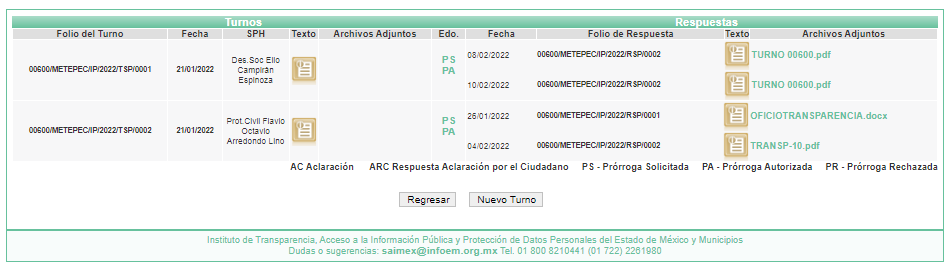 Turnos Respuestas
Folio del Turno Fecha SPH Texto Archivos Adjuntos Edo. Fecha Folio de Respuesta Texto Archivos Adjuntos
00600/METEPEC/IP/2022/TSP/0001 21/01/2022 Des.Soc Elio Campirán Espinoza PS PA
08/02/2022 00600/METEPEC/IP/2022/RSP/0002 TURNO 00600.pdf
10/02/2022 00600/METEPEC/IP/2022/RSP/0002 TURNO 00600.pdf
00600/METEPEC/IP/2022/TSP/0002 21/01/2022 Prot.Civil Flavio Octavio Arredondo Lino PS PA
26/01/2022 00600/METEPEC/IP/2022/RSP/0001 OFICIOTRANSPARENCIA.docx
04/02/2022 00600/METEPEC/IP/2022/RSP/0002 TRANSP-10.pdf
AC Aclaración ARC Respuesta Aclaración por el Ciudadano PS - Prórroga Solicitada PA - Prórroga Autorizada PR - Prórroga Rechazada
Regresar Nuevo Turno
Instituto de Transparencia, Acceso a la Información Pública y Protección de Datos Personales del Estado de México y Municipios
Dudas o sugerencias: saimex@infoem.org.mx Tel. 01 800 8210441 (01 722) 2261980